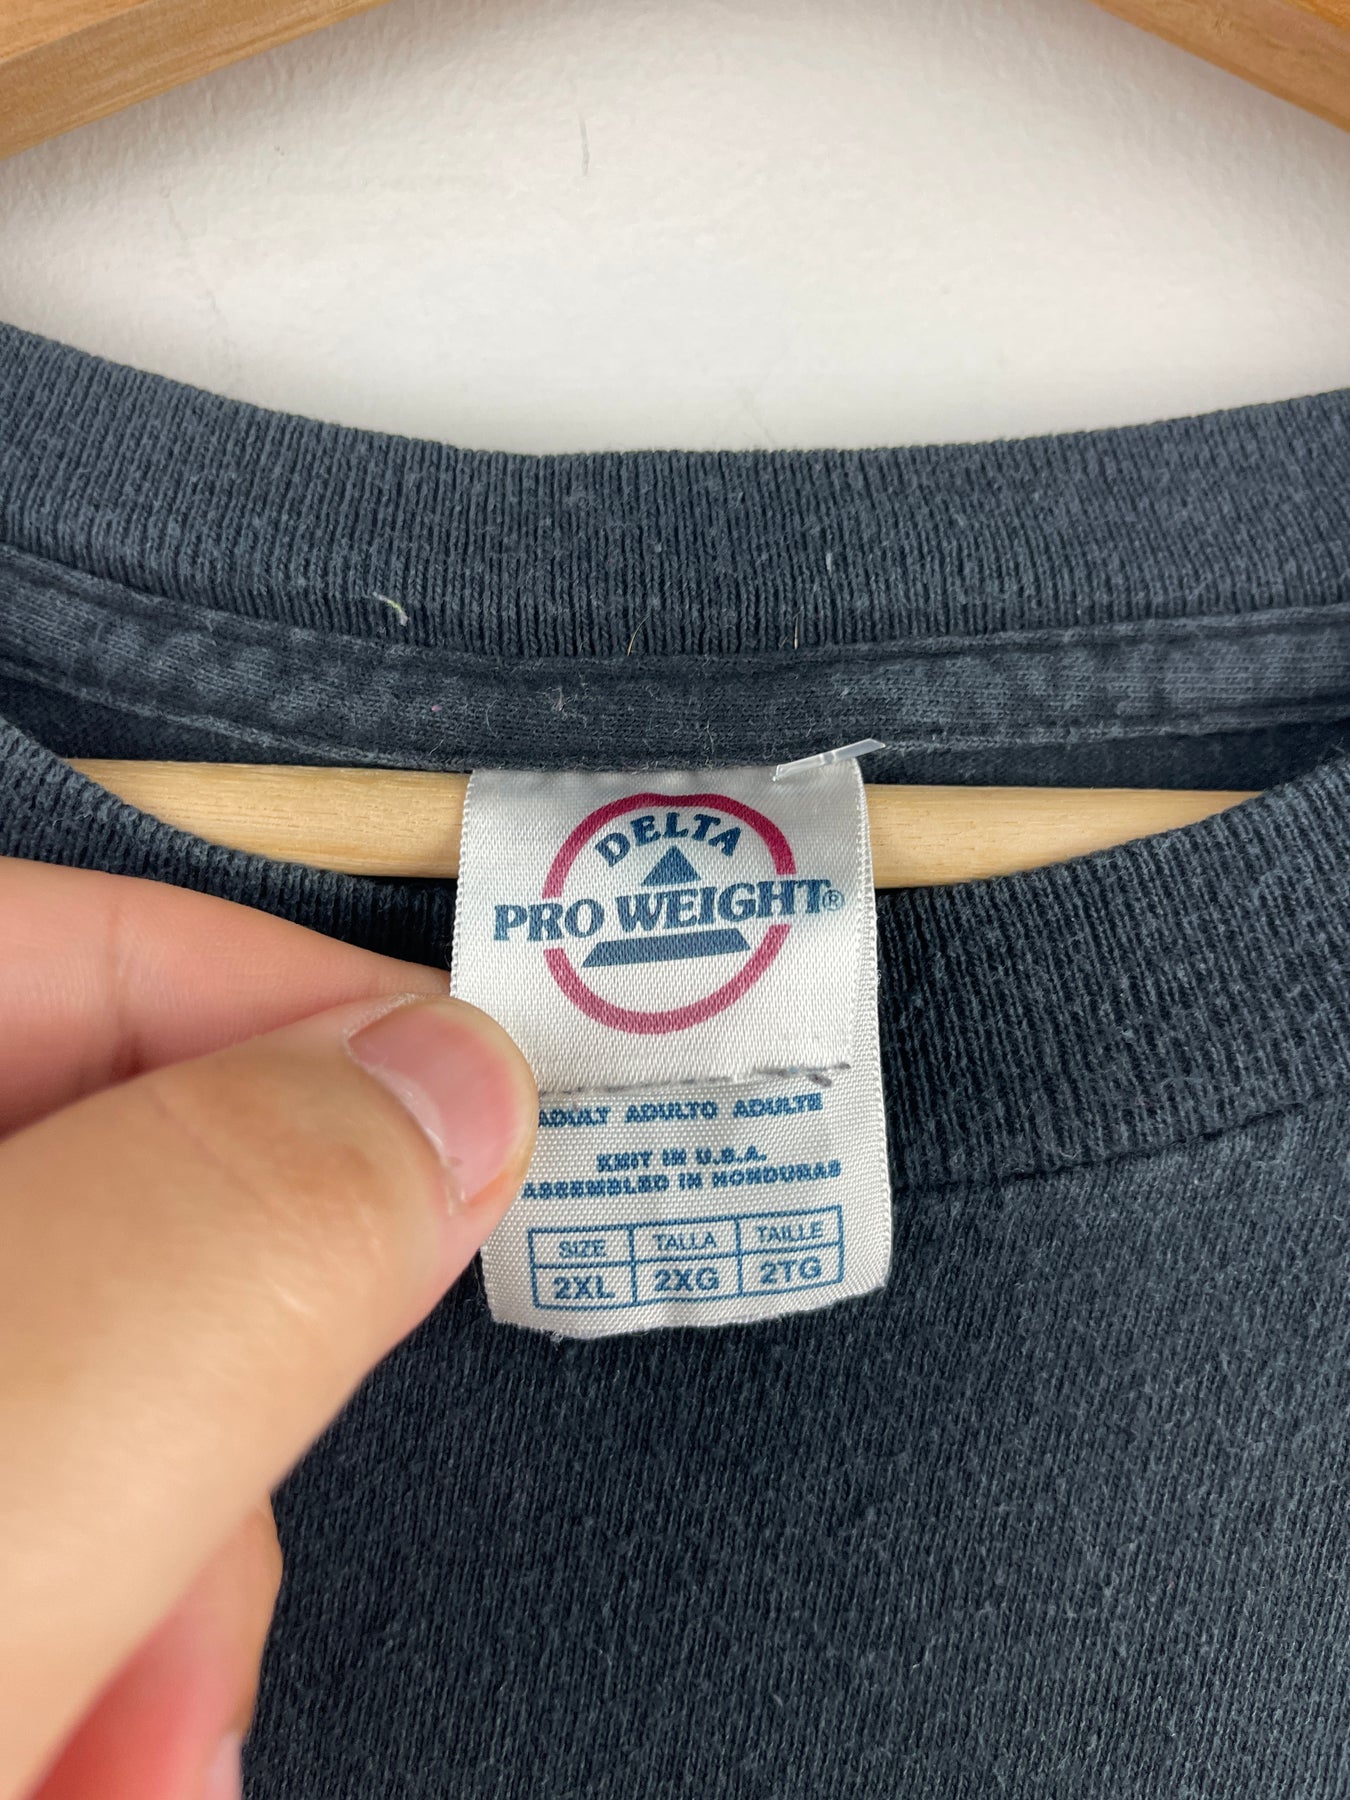 DELTA
PRO WEIGHT®
ADULT ADULTO ADULTE
KNIT IN U.S.A.
ASSEMBLED IN HONDURAS
SIZE TALLA TAILLE
2XL 2XG 2TG